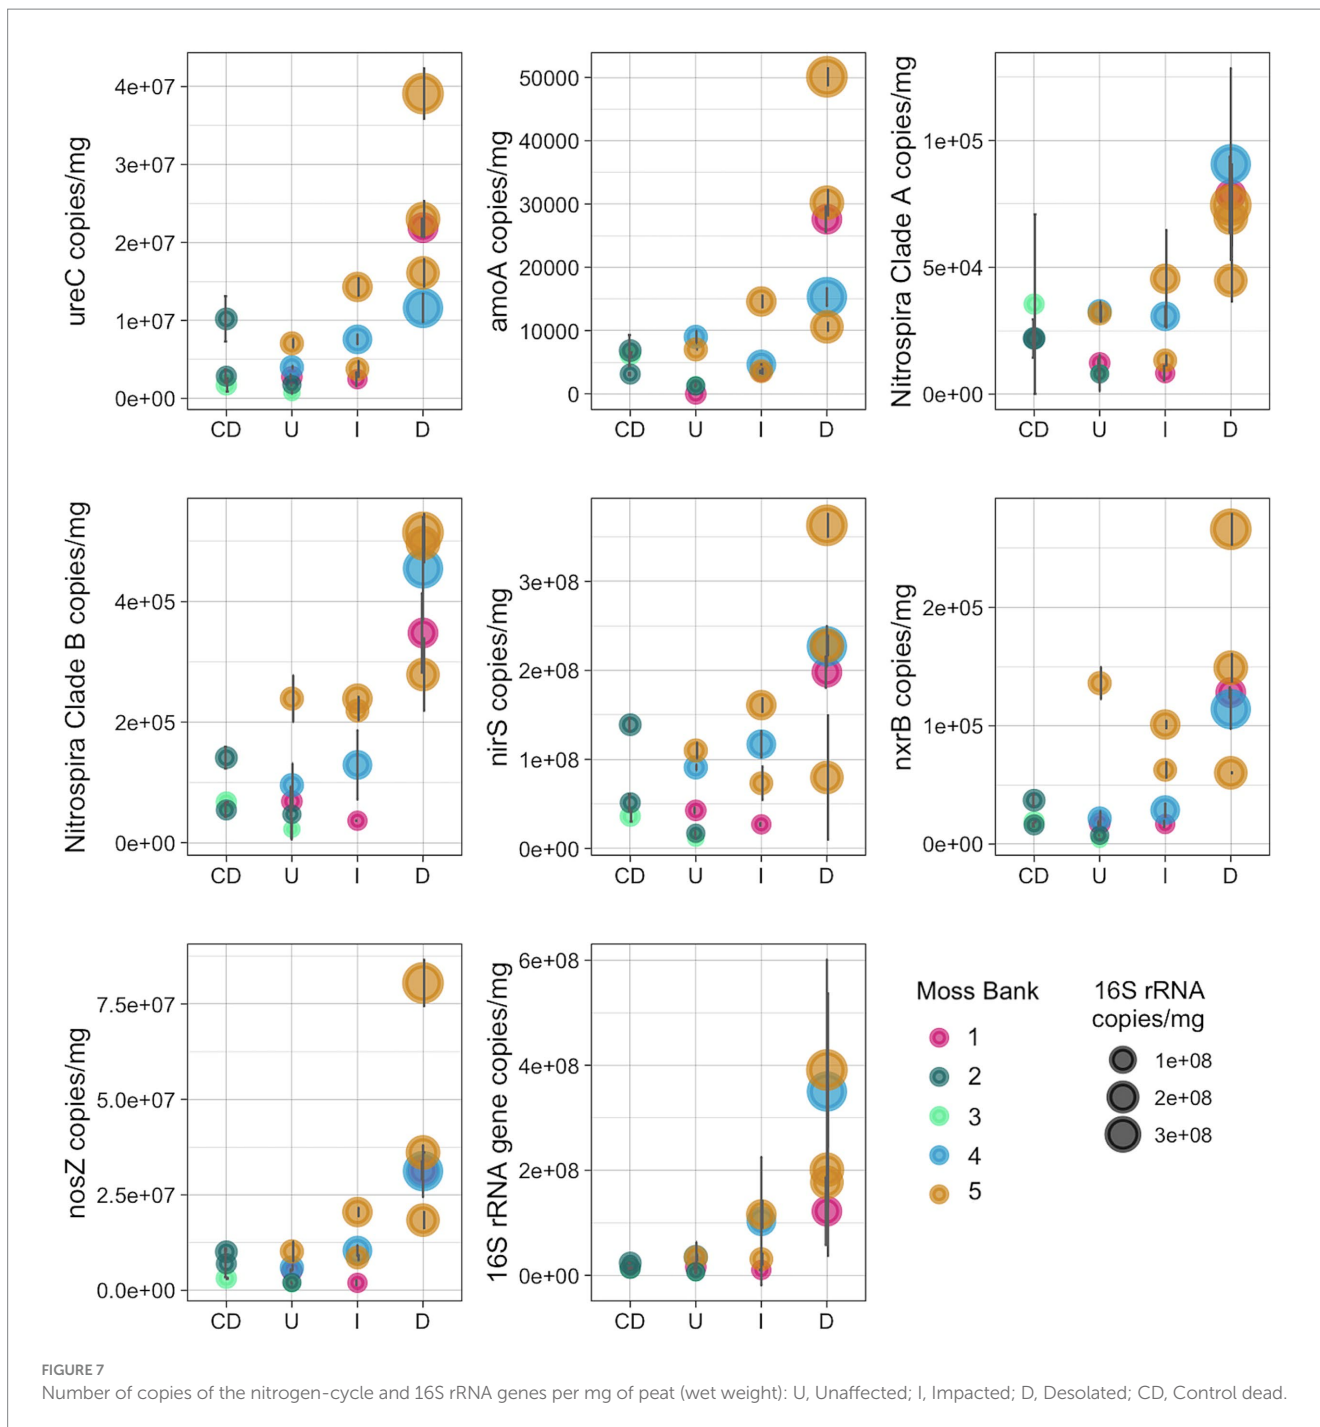 ureC copies/mg
4e+07
3e+07
2e+07
1e+07
0e+00
CD U I D
amoA copies/mg
50000
40000
30000
20000
10000
0
CD U I D
Nitrospira Clade A copies/mg
1e+05
5e+04
0e+00
CD U I D
Nitrospira Clade B copies/mg
4e+05
2e+05
0e+00
CD U I D
nirS copies/mg
3e+08
2e+08
1e+08
0e+00
CD U I D
nxrB copies/mg
2e+05
1e+05
0e+00
CD U I D
nosZ copies/mg
7.5e+07
5.0e+07
2.5e+07
0.0e+00
CD U I D
16S rRNA gene copies/mg
6e+08
4e+08
2e+08
0e+00
CD U I D
Moss Bank
1
2
3
4
5
16S rRNA
copies/mg
1e+08
2e+08
3e+08
FIGURE 7
Number of copies of the nitrogen-cycle and 16S rRNA genes per mg of peat (wet weight): U, Unaffected; I, Impacted; D, Desolated; CD, Control dead.